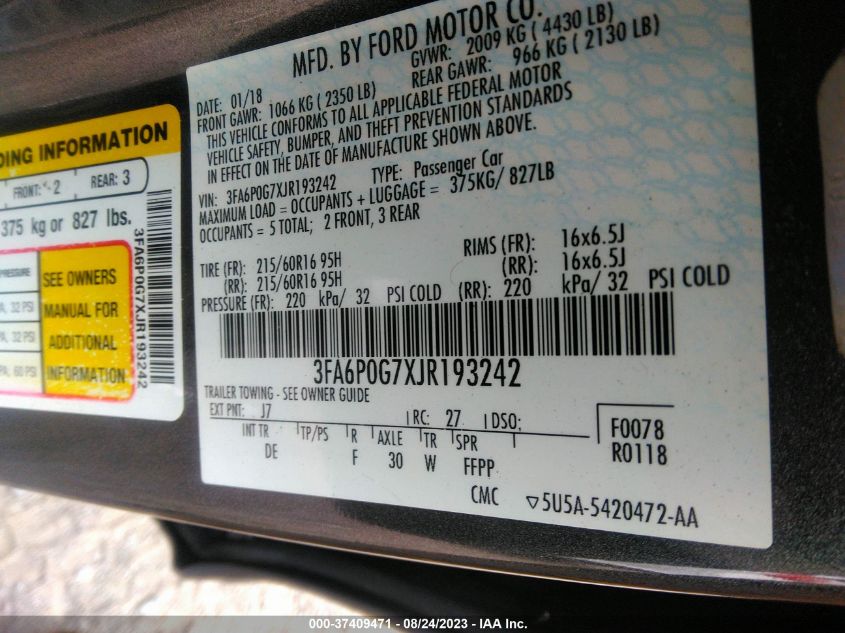 DING INFORMATION
FRONT: 2
REAR: 3
375 kg or 827 lbs.
PRESSURE
SEE OWNERS
MANUAL FOR
ADDITIONAL
INFORMATION
32 PSI
32 PSI
60 PSI
3FA6P0G7XJR193242
MFD. BY FORD MOTOR CO.
DATE: 01/18
GVWR: 2009 KG ( 4430 LB)
FRONT GAWR: 1066 KG ( 2350 LB)
REAR GAWR: 966 KG ( 2130 LB)
THIS VEHICLE CONFORMS TO ALL APPLICABLE FEDERAL MOTOR
VEHICLE SAFETY, BUMPER, AND THEFT PREVENTION STANDARDS
IN EFFECT ON THE DATE OF MANUFACTURE SHOWN ABOVE.
VIN: 3FA6P0G7XJR193242 TYPE: Passenger Car
MAXIMUM LOAD = OCCUPANTS + LUGGAGE = 375KG/ 827LB
OCCUPANTS = 5 TOTAL; 2 FRONT, 3 REAR
TIRE (FR): 215/60R16 95H RIMS (FR): 16x6.5J
(RR): 215/60R16 95H (RR): 16x6.5J
PRESSURE (FR): 220 kPa/ 32 PSI COLD (RR): 220 kPa/ 32 PSI COLD
3FA6P0G7XJR193242
TRAILER TOWING - SEE OWNER GUIDE
EXT PNT: J7 RC: 27 DSO:
INT TR TP/PS R AXLE TR SPR
DE F 30 W FFPP
F0078
R0118
CMC ▽5U5A-5420472-AA
000-37409471 - 08/24/2023 - IAA Inc.